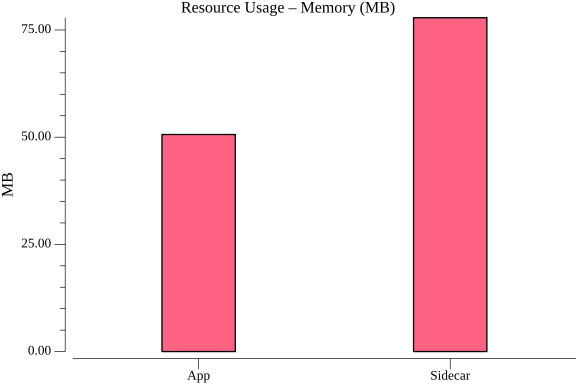 Resource Usage – Memory (MB)
75.00
50.00
25.00
0.00
MB
App
Sidecar